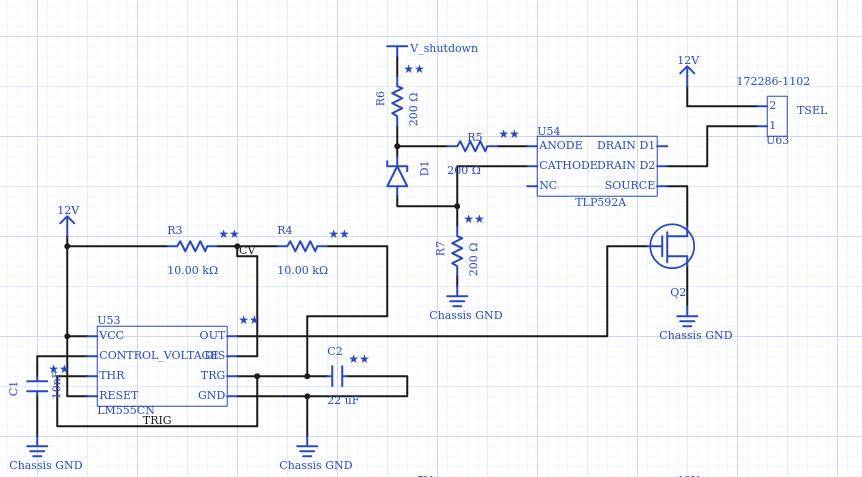 V_shutdown
★★
R6
200 Ω
12V
172286-1102
2
TSEL
1
U63
R5
★★
200 Ω
U54
ANODE
DRAIN D1
CATHODE
DRAIN D2
NC
SOURCE
TLP592A
D1
★★
R7
200 Ω
Chassis GND
12V
R3
★★
10.00 kΩ
CV
R4
★★
10.00 kΩ
Q2
Chassis GND
U53
★★
VCC
OUT
CONTROL_VOLTAGE
DIS
THR
TRG
RESET
GND
LM555CN
TRIG
C1
★★
10nF
C2
★★
22 uF
Chassis GND
Chassis GND